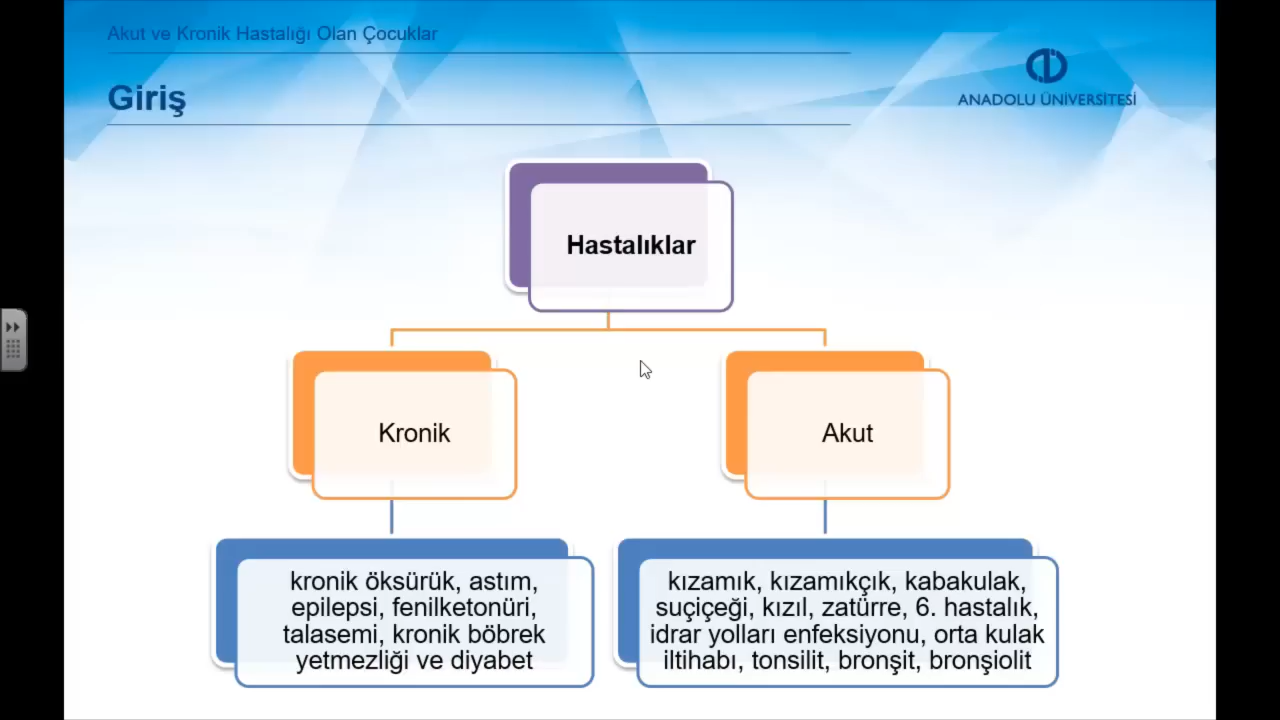 Akut ve Kronik Hastalığı Olan Çocuklar
Giriş
ANADOLU ÜNİVERSİTESİ
Hastalıklar
Kronik
Akut
kronik öksürük, astım,
epilepsi, fenilketonüri,
talasemi, kronik böbrek
yetmezliği ve diyabet
kızamık, kızamıkçık, kabakulak,
suçiçeği, kızıl, zatürre, 6. hastalık,
idrar yolları enfeksiyonu, orta kulak
iltihabı, tonsilit, bronşit, bronşiolit